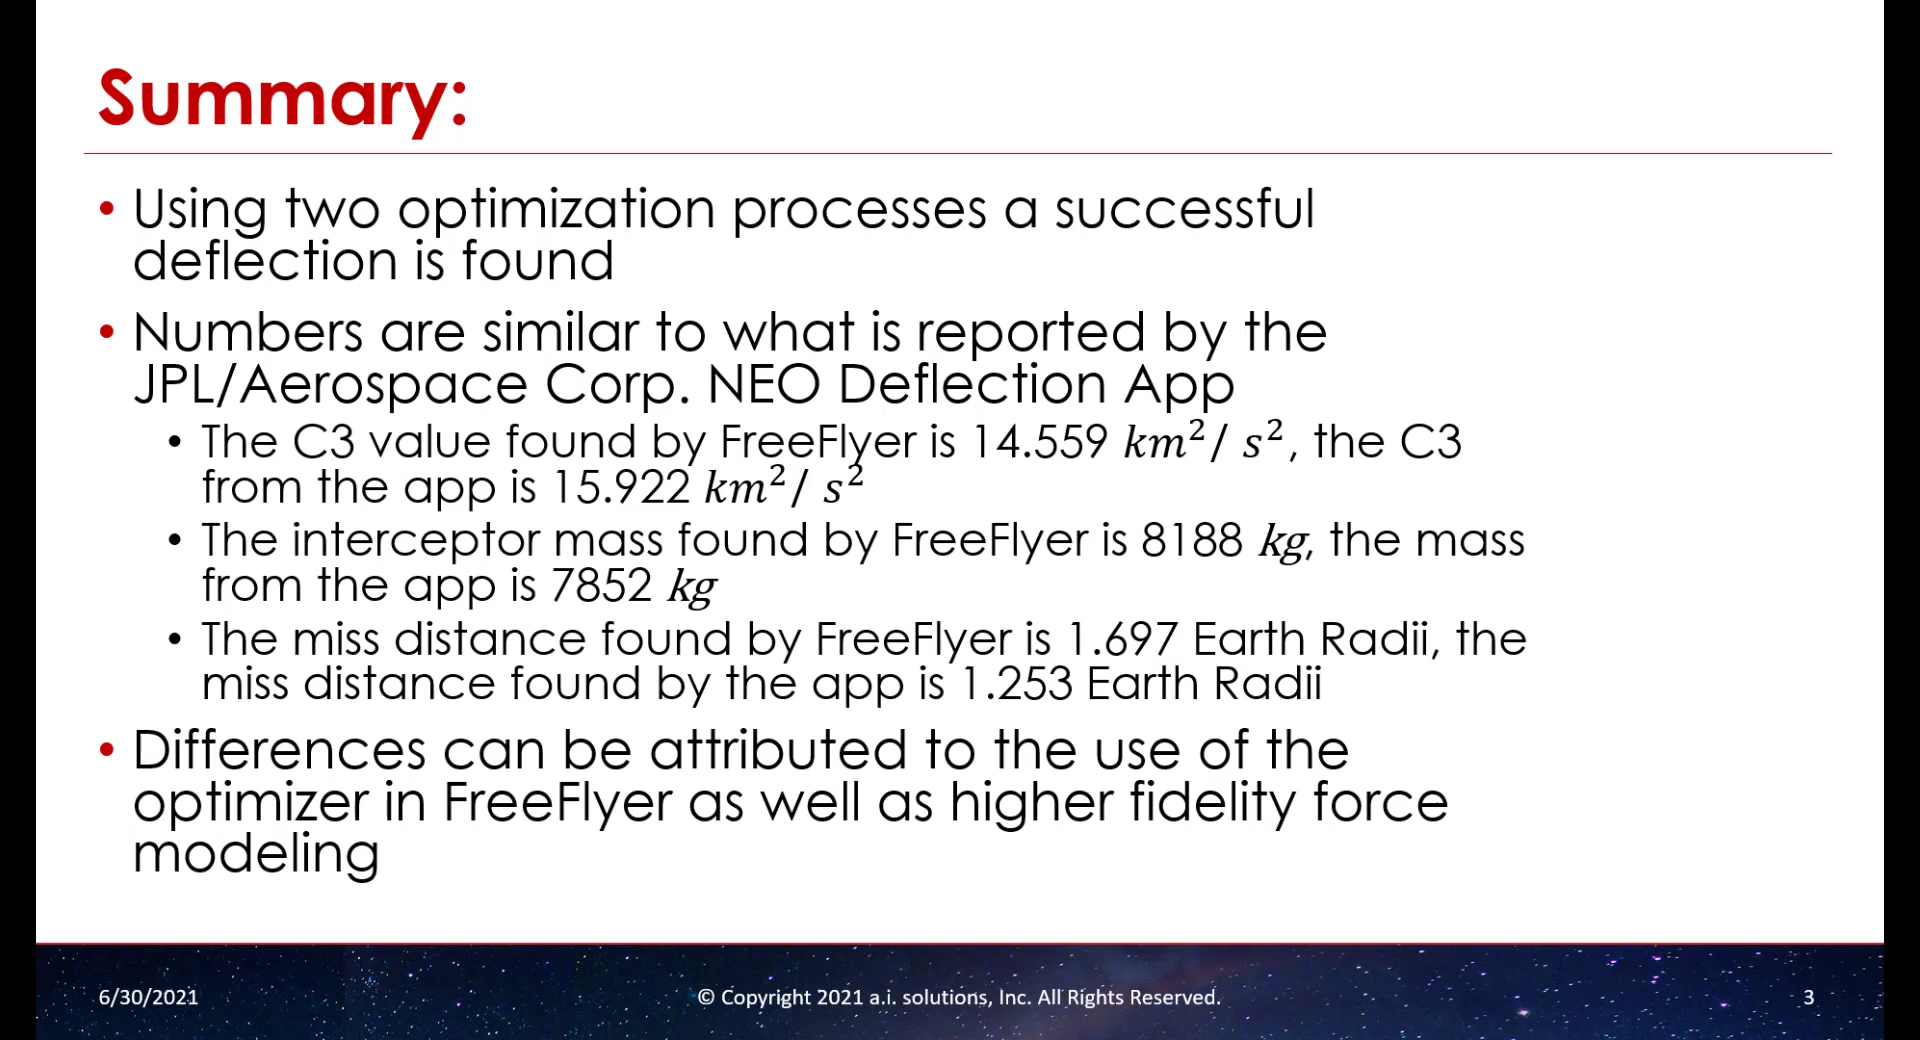 Summary:
• Using two optimization processes a successful
deflection is found
• Numbers are similar to what is reported by the
JPL/Aerospace Corp. NEO Deflection App
• The C3 value found by FreeFlyer is 14.559 km²/ s², the C3
from the app is 15.922 km²/ s²
• The interceptor mass found by FreeFlyer is 8188 kg, the mass
from the app is 7852 kg
• The miss distance found by FreeFlyer is 1.697 Earth Radii, the
miss distance found by the app is 1.253 Earth Radii
• Differences can be attributed to the use of the
optimizer in FreeFlyer as well as higher fidelity force
modeling
6/30/2021
© Copyright 2021 a.i. solutions, Inc. All Rights Reserved.
3